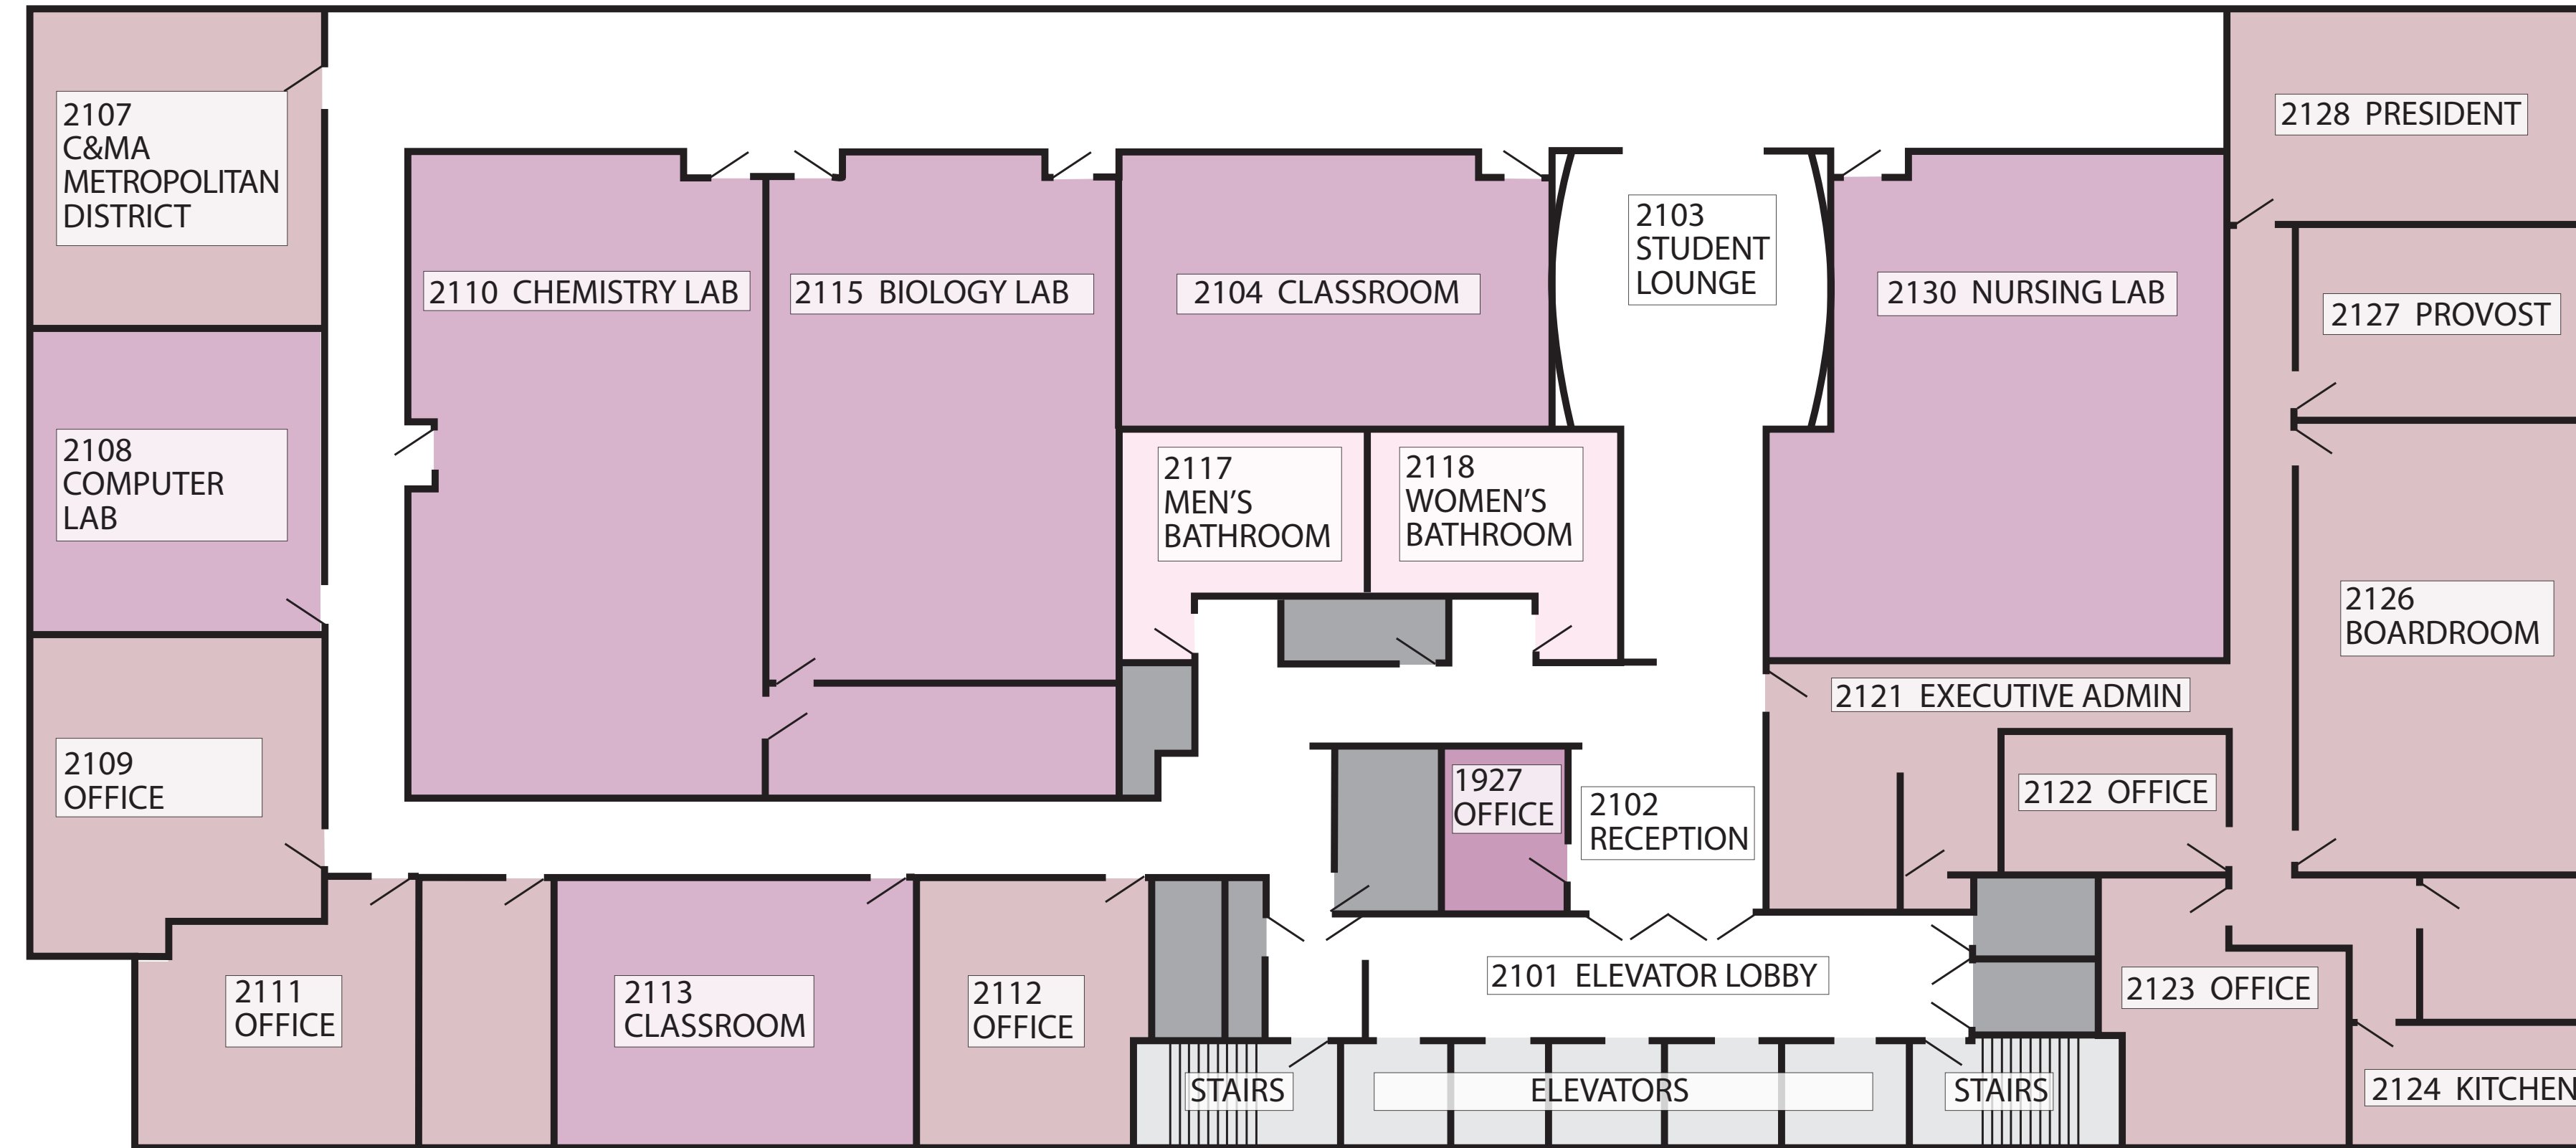 2107
C&MA
METROPOLITAN
DISTRICT
2128 PRESIDENT
2103
STUDENT
LOUNGE
2110 CHEMISTRY LAB
2115 BIOLOGY LAB
2104 CLASSROOM
2130 NURSING LAB
2127 PROVOST
2108
COMPUTER
LAB
2117
MEN’S
BATHROOM
2118
WOMEN’S
BATHROOM
2126
BOARDROOM
2121 EXECUTIVE ADMIN
2109
OFFICE
1927
OFFICE
2102
RECEPTION
2122 OFFICE
2111
OFFICE
2113
CLASSROOM
2112
OFFICE
2101 ELEVATOR LOBBY
2123 OFFICE
STAIRS
ELEVATORS
STAIRS
2124 KITCHEN